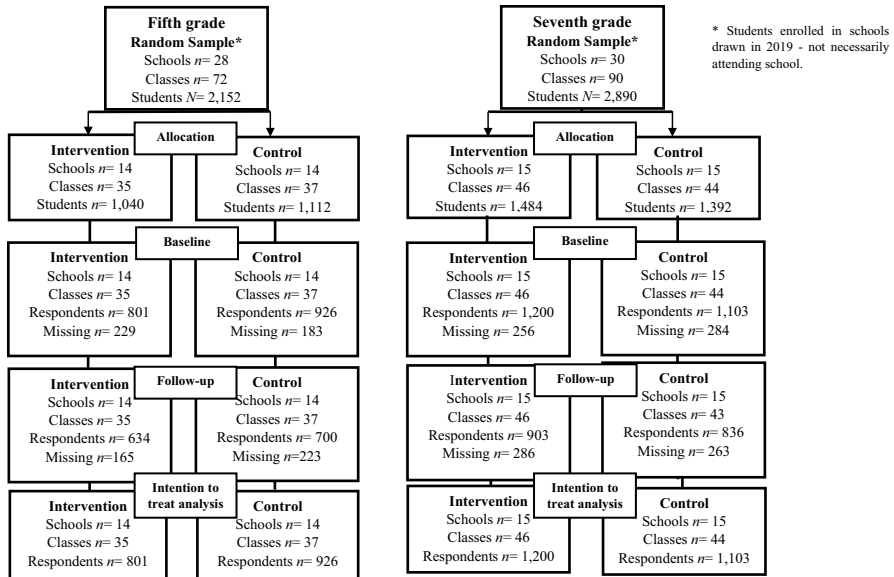 Fifth grade
Random Sample*
Schools n= 28
Classes n= 72
Students N= 2,152
Allocation
Intervention
Schools n= 14
Classes n= 35
Students n= 1,040
Control
Schools n= 14
Classes n= 37
Students n= 1,112
Baseline
Intervention
Schools n= 14
Classes n= 35
Respondents n= 801
Missing n= 229
Control
Schools n= 14
Classes n= 37
Respondents n= 926
Missing n= 183
Follow-up
Intervention
Schools n= 14
Classes n= 35
Respondents n= 634
Missing n=165
Control
Schools n= 14
Classes n= 37
Respondents n= 700
Missing n=223
Intention to
treat analysis
Intervention
Schools n= 14
Classes n= 35
Respondents n= 801
Control
Schools n= 14
Classes n= 37
Respondents n= 926
Seventh grade
Random Sample*
Schools n= 30
Classes n= 90
Students N= 2,890
Allocation
Intervention
Schools n= 15
Classes n= 46
Students n= 1,484
Control
Schools n= 15
Classes n= 44
Students n= 1,392
Baseline
Intervention
Schools n= 15
Classes n= 46
Respondents n= 1,200
Missing n= 256
Control
Schools n= 15
Classes n= 44
Respondents n= 1,103
Missing n= 284
Follow-up
Intervention
Schools n= 15
Classes n= 46
Respondents n= 903
Missing n= 286
Control
Schools n= 15
Classes n= 43
Respondents n= 836
Missing n= 263
Intention to
treat analysis
Intervention
Schools n= 15
Classes n= 46
Respondents n= 1,200
Control
Schools n= 15
Classes n= 44
Respondents n= 1,103
* Students enrolled in schools
drawn in 2019 - not necessarily
attending school.